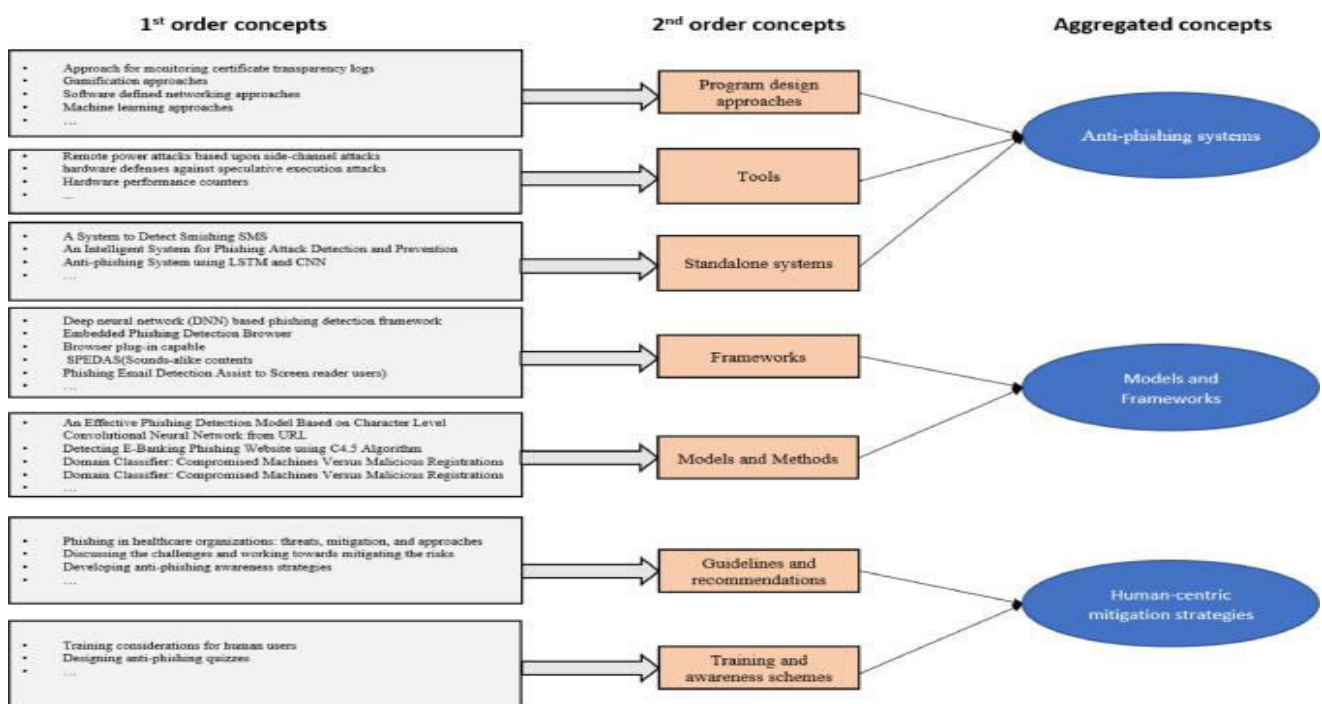 1st order concepts
2nd order concepts
Aggregated concepts
• Approach for monitoring certificate transparency logs
• Gamification approaches
• Software defined networking approaches
• Machine learning approaches
• …
Program design
approaches
Anti-phishing systems
• Remote power attacks based upon side-channel attacks
• hardware defenses against speculative execution attacks
• Hardware performance counters
• ...
Tools
• A System to Detect Smishing SMS
• An Intelligent System for Phishing Attack Detection and Prevention
• Anti-phishing System using LSTM and CNN
• …
Standalone systems
• Deep neural network (DNN) based phishing detection framework
• Embedded Phishing Detection Browser
• Browser plug-in capable
• SPEDAS(Sounds-alike contents
• Phishing Email Detection Assist to Screen reader users)
• …
Frameworks
Models and
Frameworks
• An Effective Phishing Detection Model Based on Character Level
Convolutional Neural Network from URL
• Detecting E-Banking Phishing Website using C4.5 Algorithm
• Domain Classifier: Compromised Machines Versus Malicious Registrations
• Domain Classifier: Compromised Machines Versus Malicious Registrations
• …
Models and Methods
• Phishing in healthcare organizations: threats, mitigation, and approaches
• Discussing the challenges and working towards mitigating the risks
• Developing anti-phishing awareness strategies
• …
Guidelines and
recommendations
Human-centric
mitigation strategies
• Training considerations for human users
• Designing anti-phishing quizzes
• …
Training and
awareness schemes